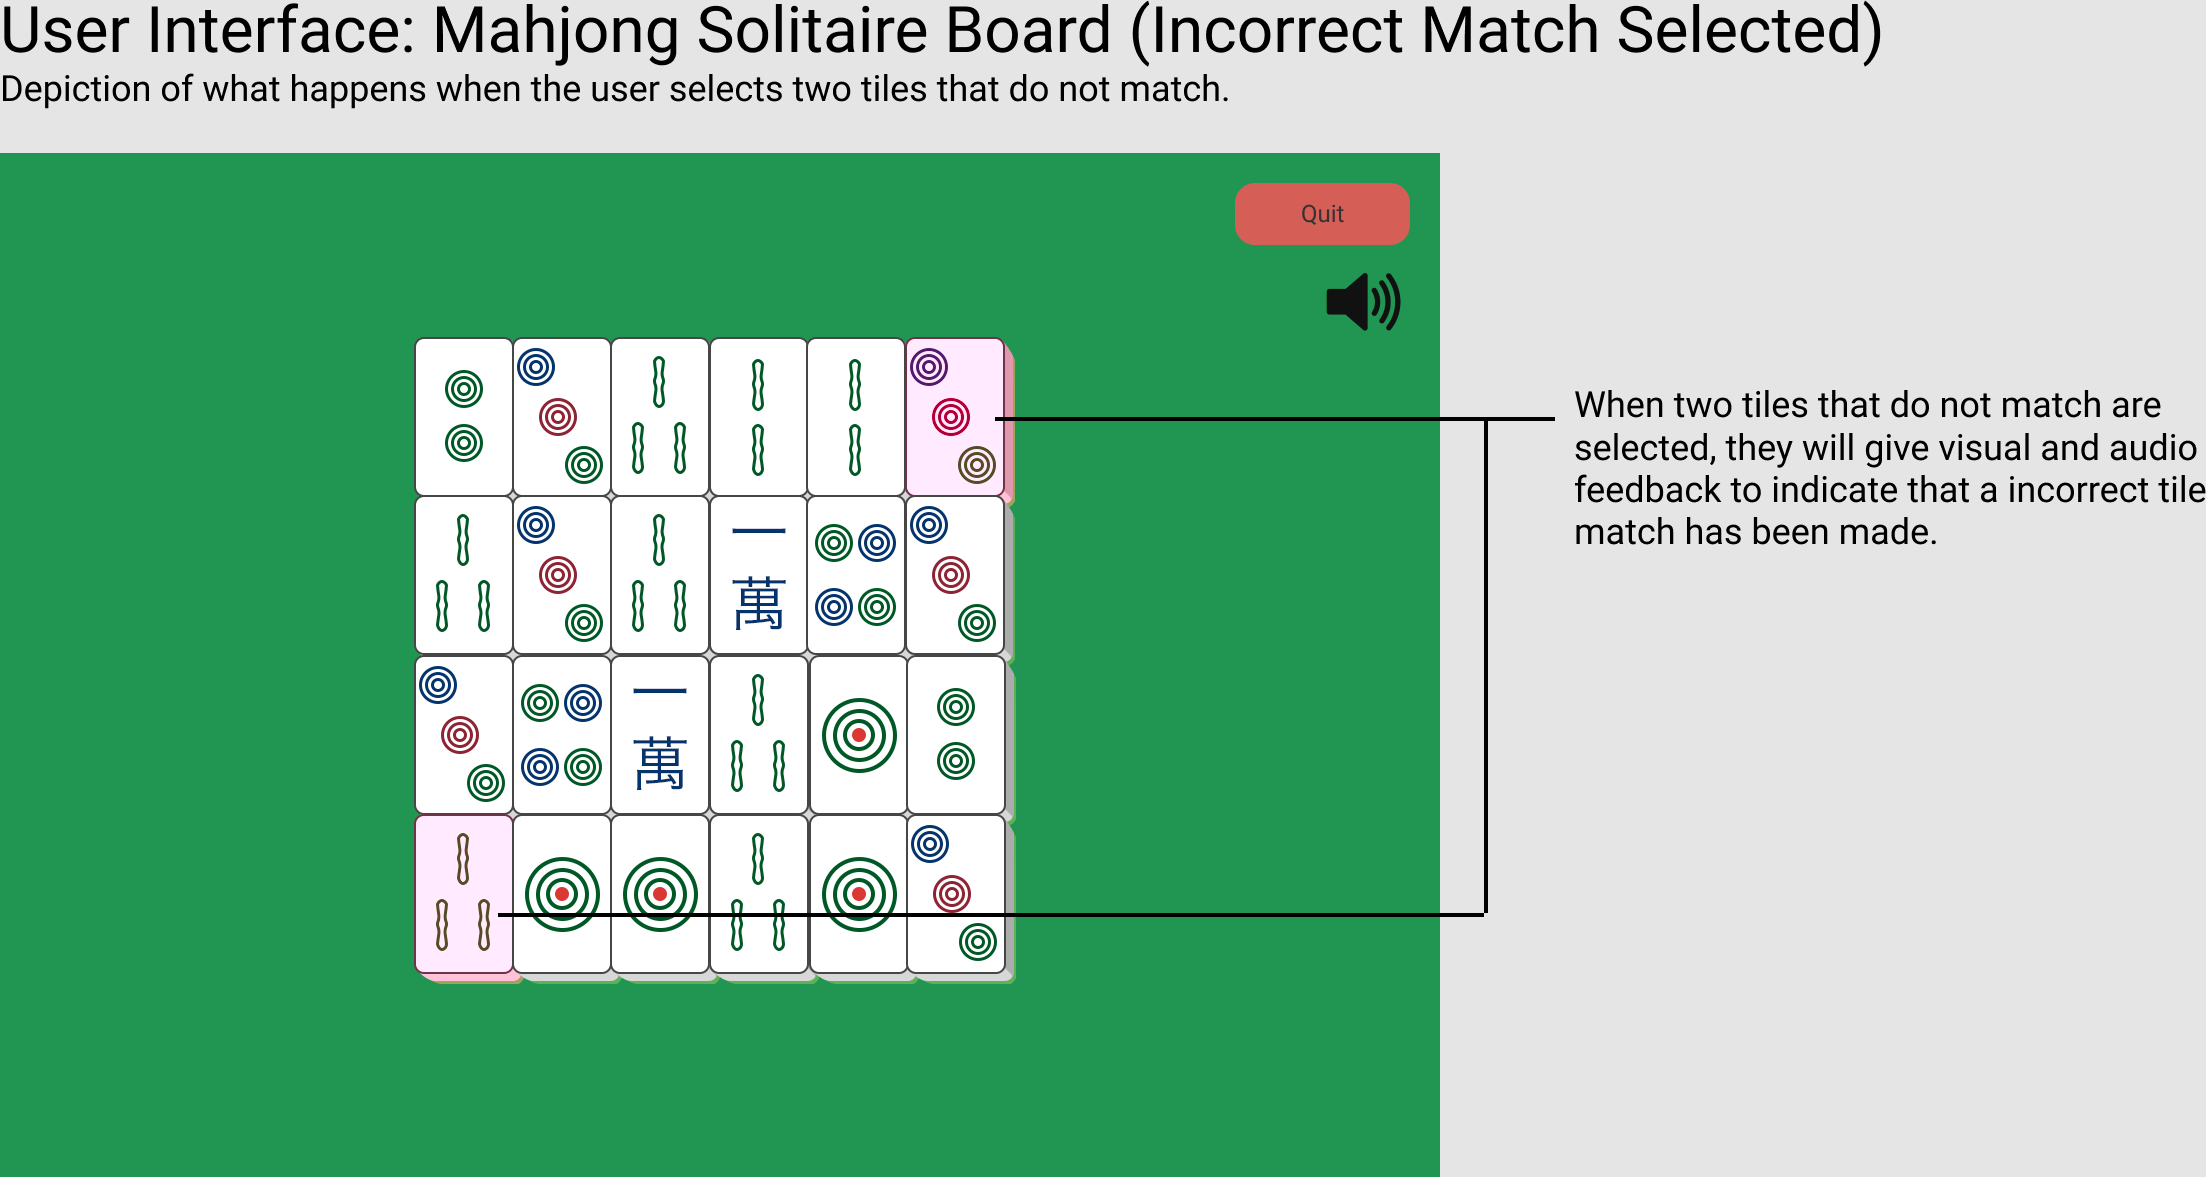 User Interface: Mahjong Solitaire Board (Incorrect Match Selected)
Depiction of what happens when the user selects two tiles that do not match.
Quit
When two tiles that do not match are
selected, they will give visual and audio
feedback to indicate that a incorrect tile
match has been made.
一
萬
一
萬